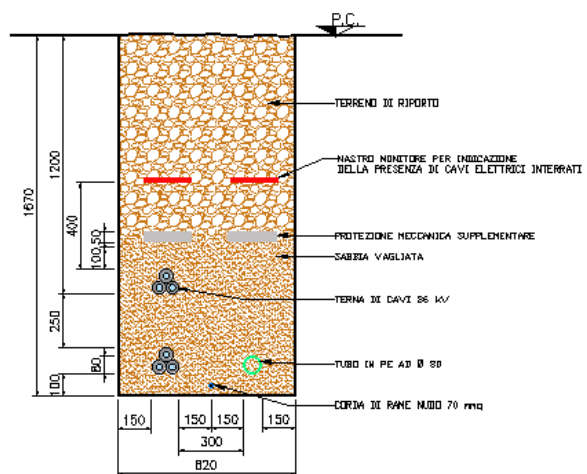 P.C.
TERRENO DI RIPORTO
NASTRO MONITORE PER INDICAZIONE
DELLA PRESENZA DI CAVI ELETTRICI INTERRATI
PROTEZIONE MECCANICA SUPPLEMENTARE
SABBIA VAGLIATA
TERNA DI CAVI 36 kV
TUBO IN PE AD Ø
CORDA DI RAME NUDO 70 mmq
1670
1200
400
50
100
250
100
150
150
150
150
300
820